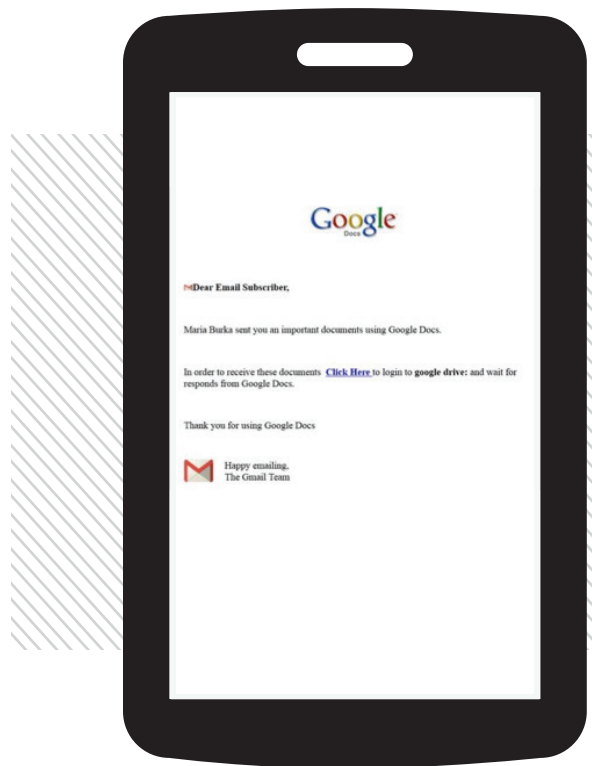 Google
Docs
Dear Email Subscriber,
Maria Burka sent you an important documents using Google Docs.
In order to receive these documents Click Here to login to google drive: and wait for
responds from Google Docs.
Thank you for using Google Docs
Happy emailing,
The Gmail Team